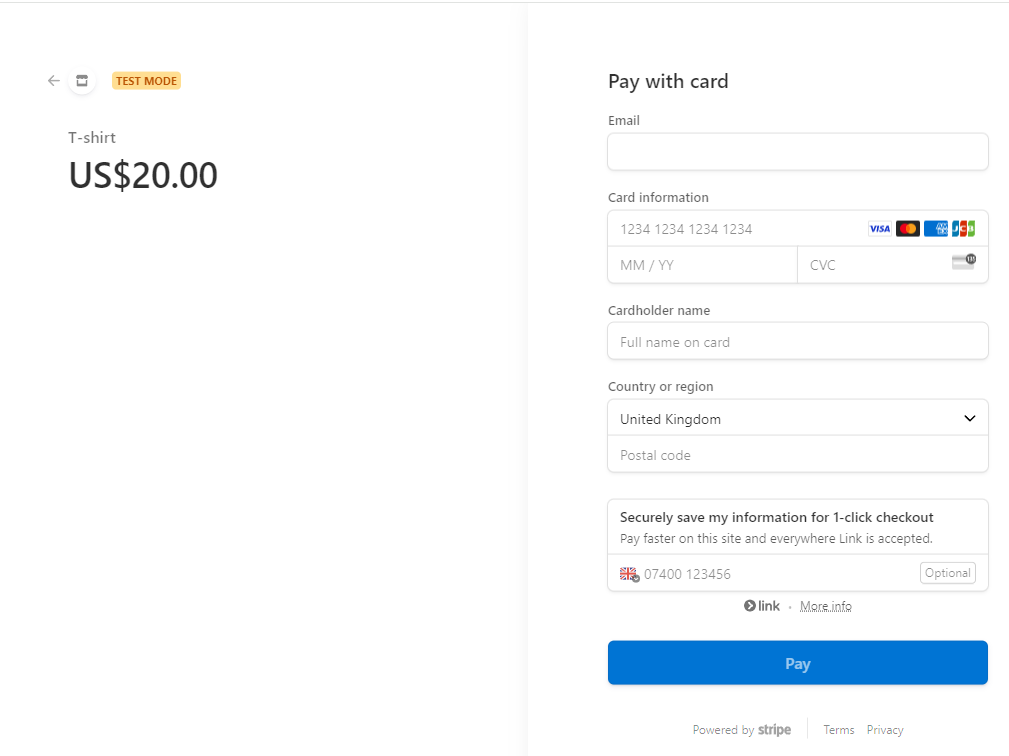 TEST MODE
T-shirt
US$20.00
Pay with card
Email
Card information
1234 1234 1234 1234 VISA JCB
MM / YY CVC
Cardholder name
Full name on card
Country or region
United Kingdom
Postal code
Securely save my information for 1-click checkout
Pay faster on this site and everywhere Link is accepted.
07400 123456 Optional
link · More info
Pay
Powered by stripe Terms Privacy